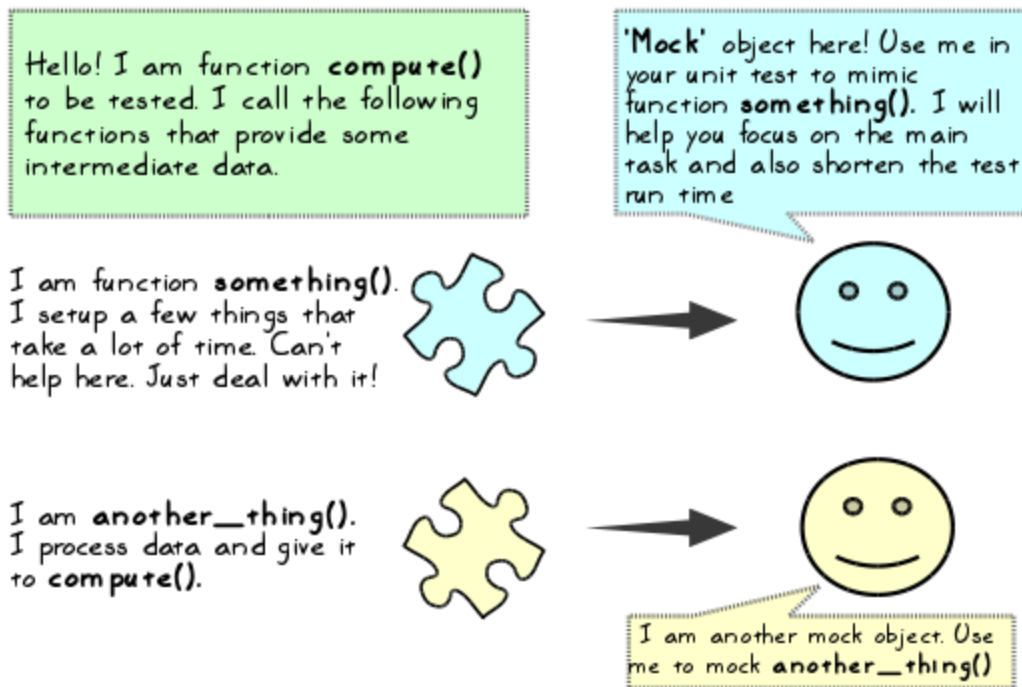 Hello! I am function compute()
to be tested. I call the following
functions that provide some
intermediate data.
'Mock' object here! Use me in
your unit test to mimic
function something(). I will
help you focus on the main
task and also shorten the test
run time
I am function something().
I setup a few things that
take a lot of time. Can't
help here. Just deal with it!
I am another_thing().
I process data and give it
to compute().
I am another mock object. Use
me to mock another_thing()